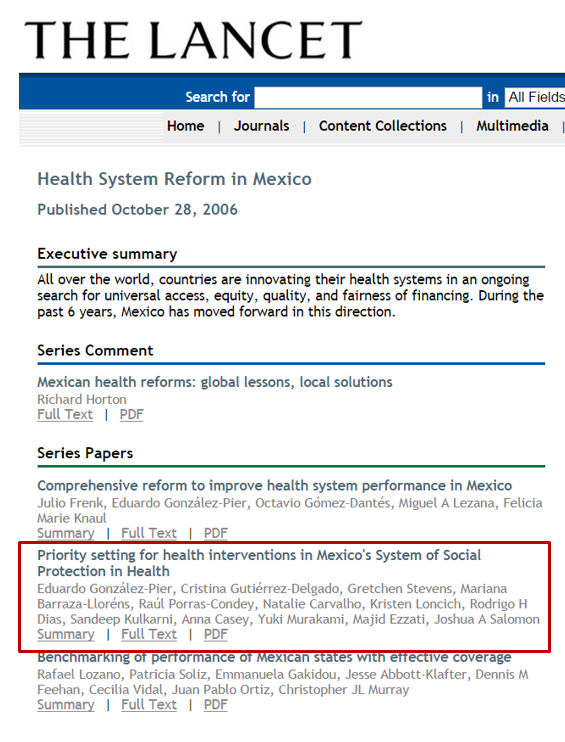 THE LANCET
Search for in All Fields
Home | Journals | Content Collections | Multimedia |
Health System Reform in Mexico
Published October 28, 2006
Executive summary
All over the world, countries are innovating their health systems in an ongoing
search for universal access, equity, quality, and fairness of financing. During the
past 6 years, Mexico has moved forward in this direction.
Series Comment
Mexican health reforms: global lessons, local solutions
Richard Horton
Full Text | PDF
Series Papers
Comprehensive reform to improve health system performance in Mexico
Julio Frenk, Eduardo González-Pier, Octavio Gómez-Dantés, Miguel A Lezana, Felicia
Marie Knaul
Summary | Full Text | PDF
Priority setting for health interventions in Mexico's System of Social
Protection in Health
Eduardo González-Pier, Cristina Gutiérrez-Delgado, Gretchen Stevens, Mariana
Barraza-Lloréns, Raúl Porras-Condey, Natalie Carvalho, Kristen Loncich, Rodrigo H
Dias, Sandeep Kulkarni, Anna Casey, Yuki Murakami, Majid Ezzati, Joshua A Salomon
Summary | Full Text | PDF
Benchmarking of performance of Mexican states with effective coverage
Rafael Lozano, Patricia Soliz, Emmanuela Gakidou, Jesse Abbott-Klafter, Dennis M
Feehan, Cecilia Vidal, Juan Pablo Ortiz, Christopher JL Murray
Summary | Full Text | PDF